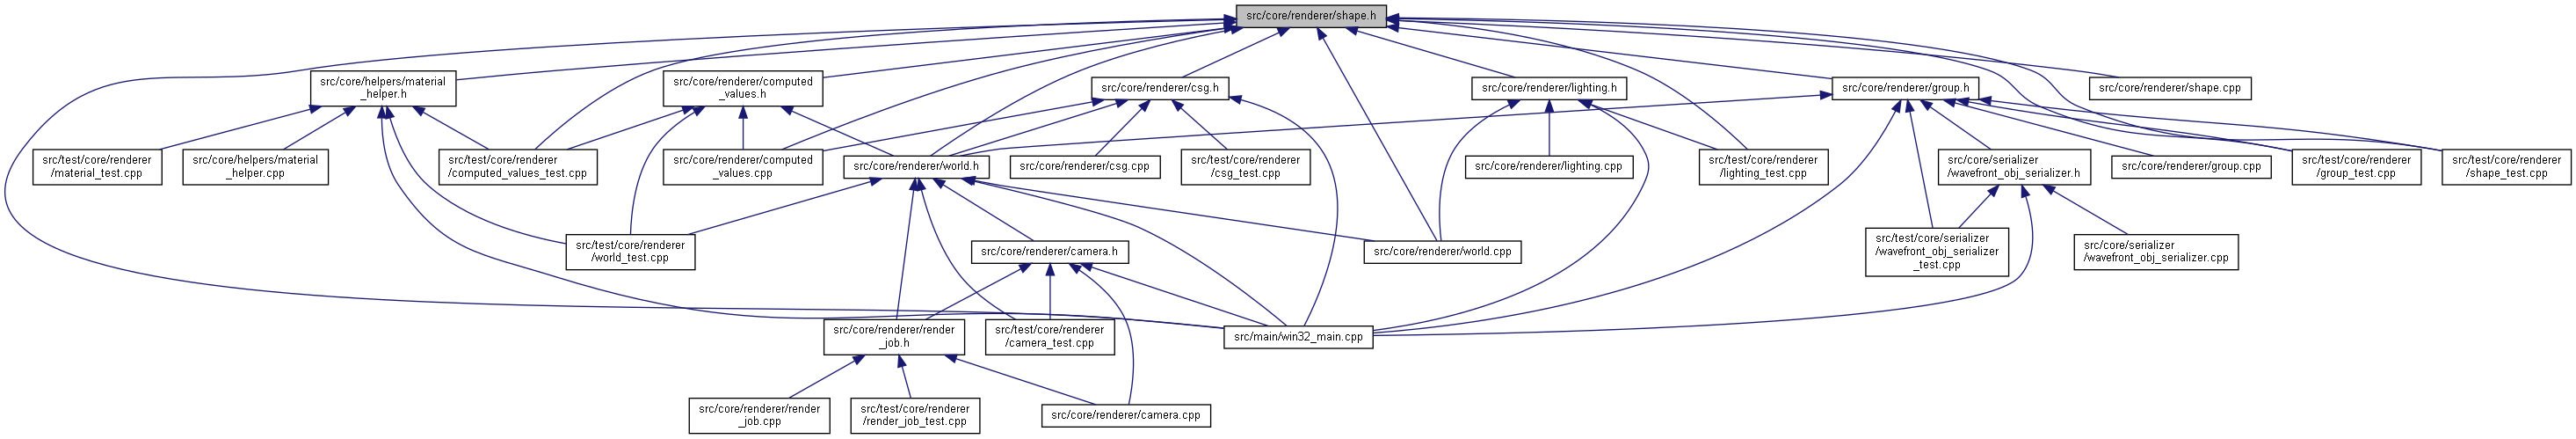 src/core/renderer/shape.h
src/core/helpers/material
_helper.h
src/core/renderer/computed
_values.h
src/core/renderer/csg.h
src/core/renderer/lighting.h
src/core/renderer/group.h
src/core/renderer/shape.cpp
src/test/core/renderer
/material_test.cpp
src/core/helpers/material
_helper.cpp
src/test/core/renderer
/computed_values_test.cpp
src/core/renderer/computed
_values.cpp
src/core/renderer/world.h
src/core/renderer/csg.cpp
src/test/core/renderer
/csg_test.cpp
src/core/renderer/lighting.cpp
src/test/core/renderer
/lighting_test.cpp
src/core/serializer
/wavefront_obj_serializer.h
src/core/renderer/group.cpp
src/test/core/renderer
/group_test.cpp
src/test/core/renderer
/shape_test.cpp
src/test/core/renderer
/world_test.cpp
src/core/renderer/camera.h
src/core/renderer/world.cpp
src/test/core/serializer
/wavefront_obj_serializer
_test.cpp
src/core/serializer
/wavefront_obj_serializer.cpp
src/core/renderer/render
_job.h
src/test/core/renderer
/camera_test.cpp
src/main/win32_main.cpp
src/core/renderer/render
_job.cpp
src/test/core/renderer
/render_job_test.cpp
src/core/renderer/camera.cpp